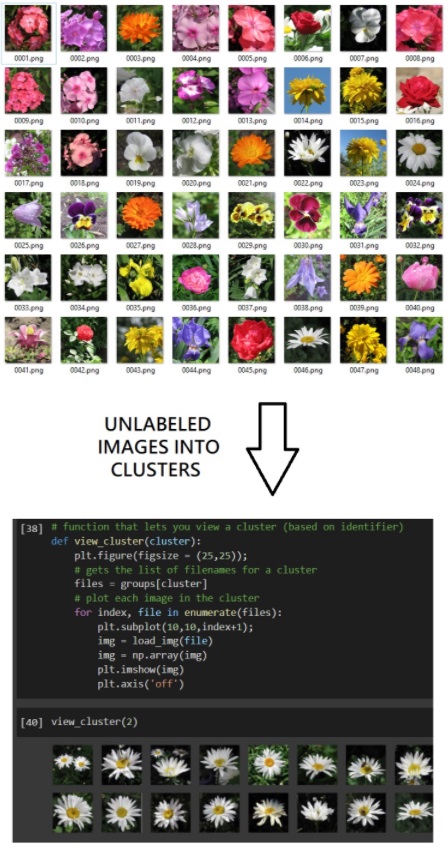 0001.png 0002.png 0003.png 0004.png 0005.png 0006.png 0007.png 0008.png
0009.png 0010.png 0011.png 0012.png 0013.png 0014.png 0015.png 0016.png
0017.png 0018.png 0019.png 0020.png 0021.png 0022.png 0023.png 0024.png
0025.png 0026.png 0027.png 0028.png 0029.png 0030.png 0031.png 0032.png
0033.png 0034.png 0035.png 0036.png 0037.png 0038.png 0039.png 0040.png
0041.png 0042.png 0043.png 0044.png 0045.png 0046.png 0047.png 0048.png
UNLABELED
IMAGES INTO
CLUSTERS
[38] # function that lets you view a cluster (based on identifier)
def view_cluster(cluster):
plt.figure(figsize = (25,25));
# gets the list of filenames for a cluster
files = groups[cluster]
# plot each image in the cluster
for index, file in enumerate(files):
plt.subplot(10,10,index+1);
img = load_img(file)
img = np.array(img)
plt.imshow(img)
plt.axis('off')
[40] view_cluster(2)